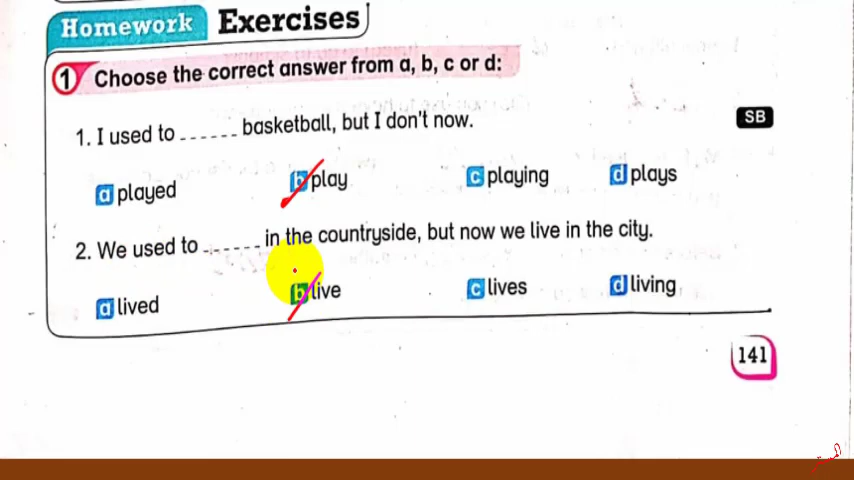 Homework Exercises
1 Choose the correct answer from a, b, c or d:
1. I used to ______ basketball, but I don't now. SB
a played b play c playing d plays
2. We used to ______ in the countryside, but now we live in the city.
a lived b live c lives d living
141